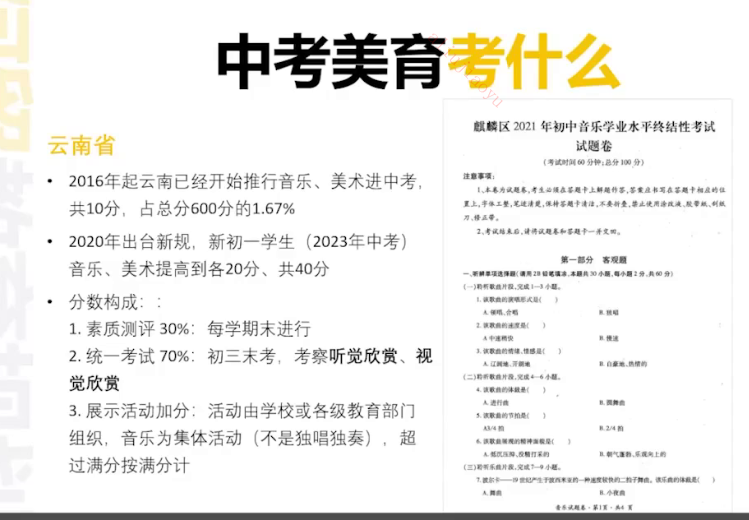 中考美育考什么
云南省
• 2016年起云南已经开始推行音乐、美术进中考，
共10分，占总分600分的1.67%
• 2020年出台新规，新初一学生（2023年中考）
音乐、美术提高到各20分、共40分
• 分数构成：:
1. 素质测评 30%：每学期末进行
2. 统一考试 70%：初三末考，考察听觉欣赏、视
觉欣赏
3. 展示活动加分：活动由学校或各级教育部门
组织，音乐为集体活动（不是独唱独奏），超
过满分按满分计
麒麟区 2021 年初中音乐学业水平终结性考试
试题卷
(考试时间 60 分钟;总分 100 分)
注意事项:
1.本卷为试题卷,考生必须在答题卡上解题作答,答案应书写在答题卡相应的位
置上,字体工整,笔迹清楚,保持答题卡清洁,不要折叠,禁止使用涂改液、胶带纸、刮纸
刀、修正带。
2.考试结束后,请将试题卷和答题卡一并交回。
第一部分 客观题
一、听辨单项选择题(请用 2B 铅笔填涂,本题共 30 小题,每小题 2 分,共 60 分)
(一)聆听歌曲片段,完成 1—3 小题。
1. 该歌曲的演唱形式是( )
A. 领唱、合唱 B. 独唱
2. 该歌曲的速度是( )
A 中速稍快 B. 慢速
3. 该歌曲的情绪、情感是( )
A. 辽阔地、开朗地 B. 自豪地、热情的
(二)聆听歌曲片段,完成 4—6 小题。
4. 该歌曲的体裁是( )
A. 进行曲 B. 圆舞曲
5. 该歌曲的节拍是( )
A3/4 拍 B. 2/4 拍
6. 该歌曲展现的精神面貌是( )
A. 低沉压抑、没精打采的 B. 朝气蓬勃、乐观向上的
(三)聆听乐曲片段,完成 7—9 小题。
7. 波尔卡——19 世纪产生于波西米亚的一种速度较快的二拍子舞曲。该乐曲的体裁是( )
A. 舞曲 B. 小夜曲
音乐试题卷 · 第 1 页 · 共 4 页